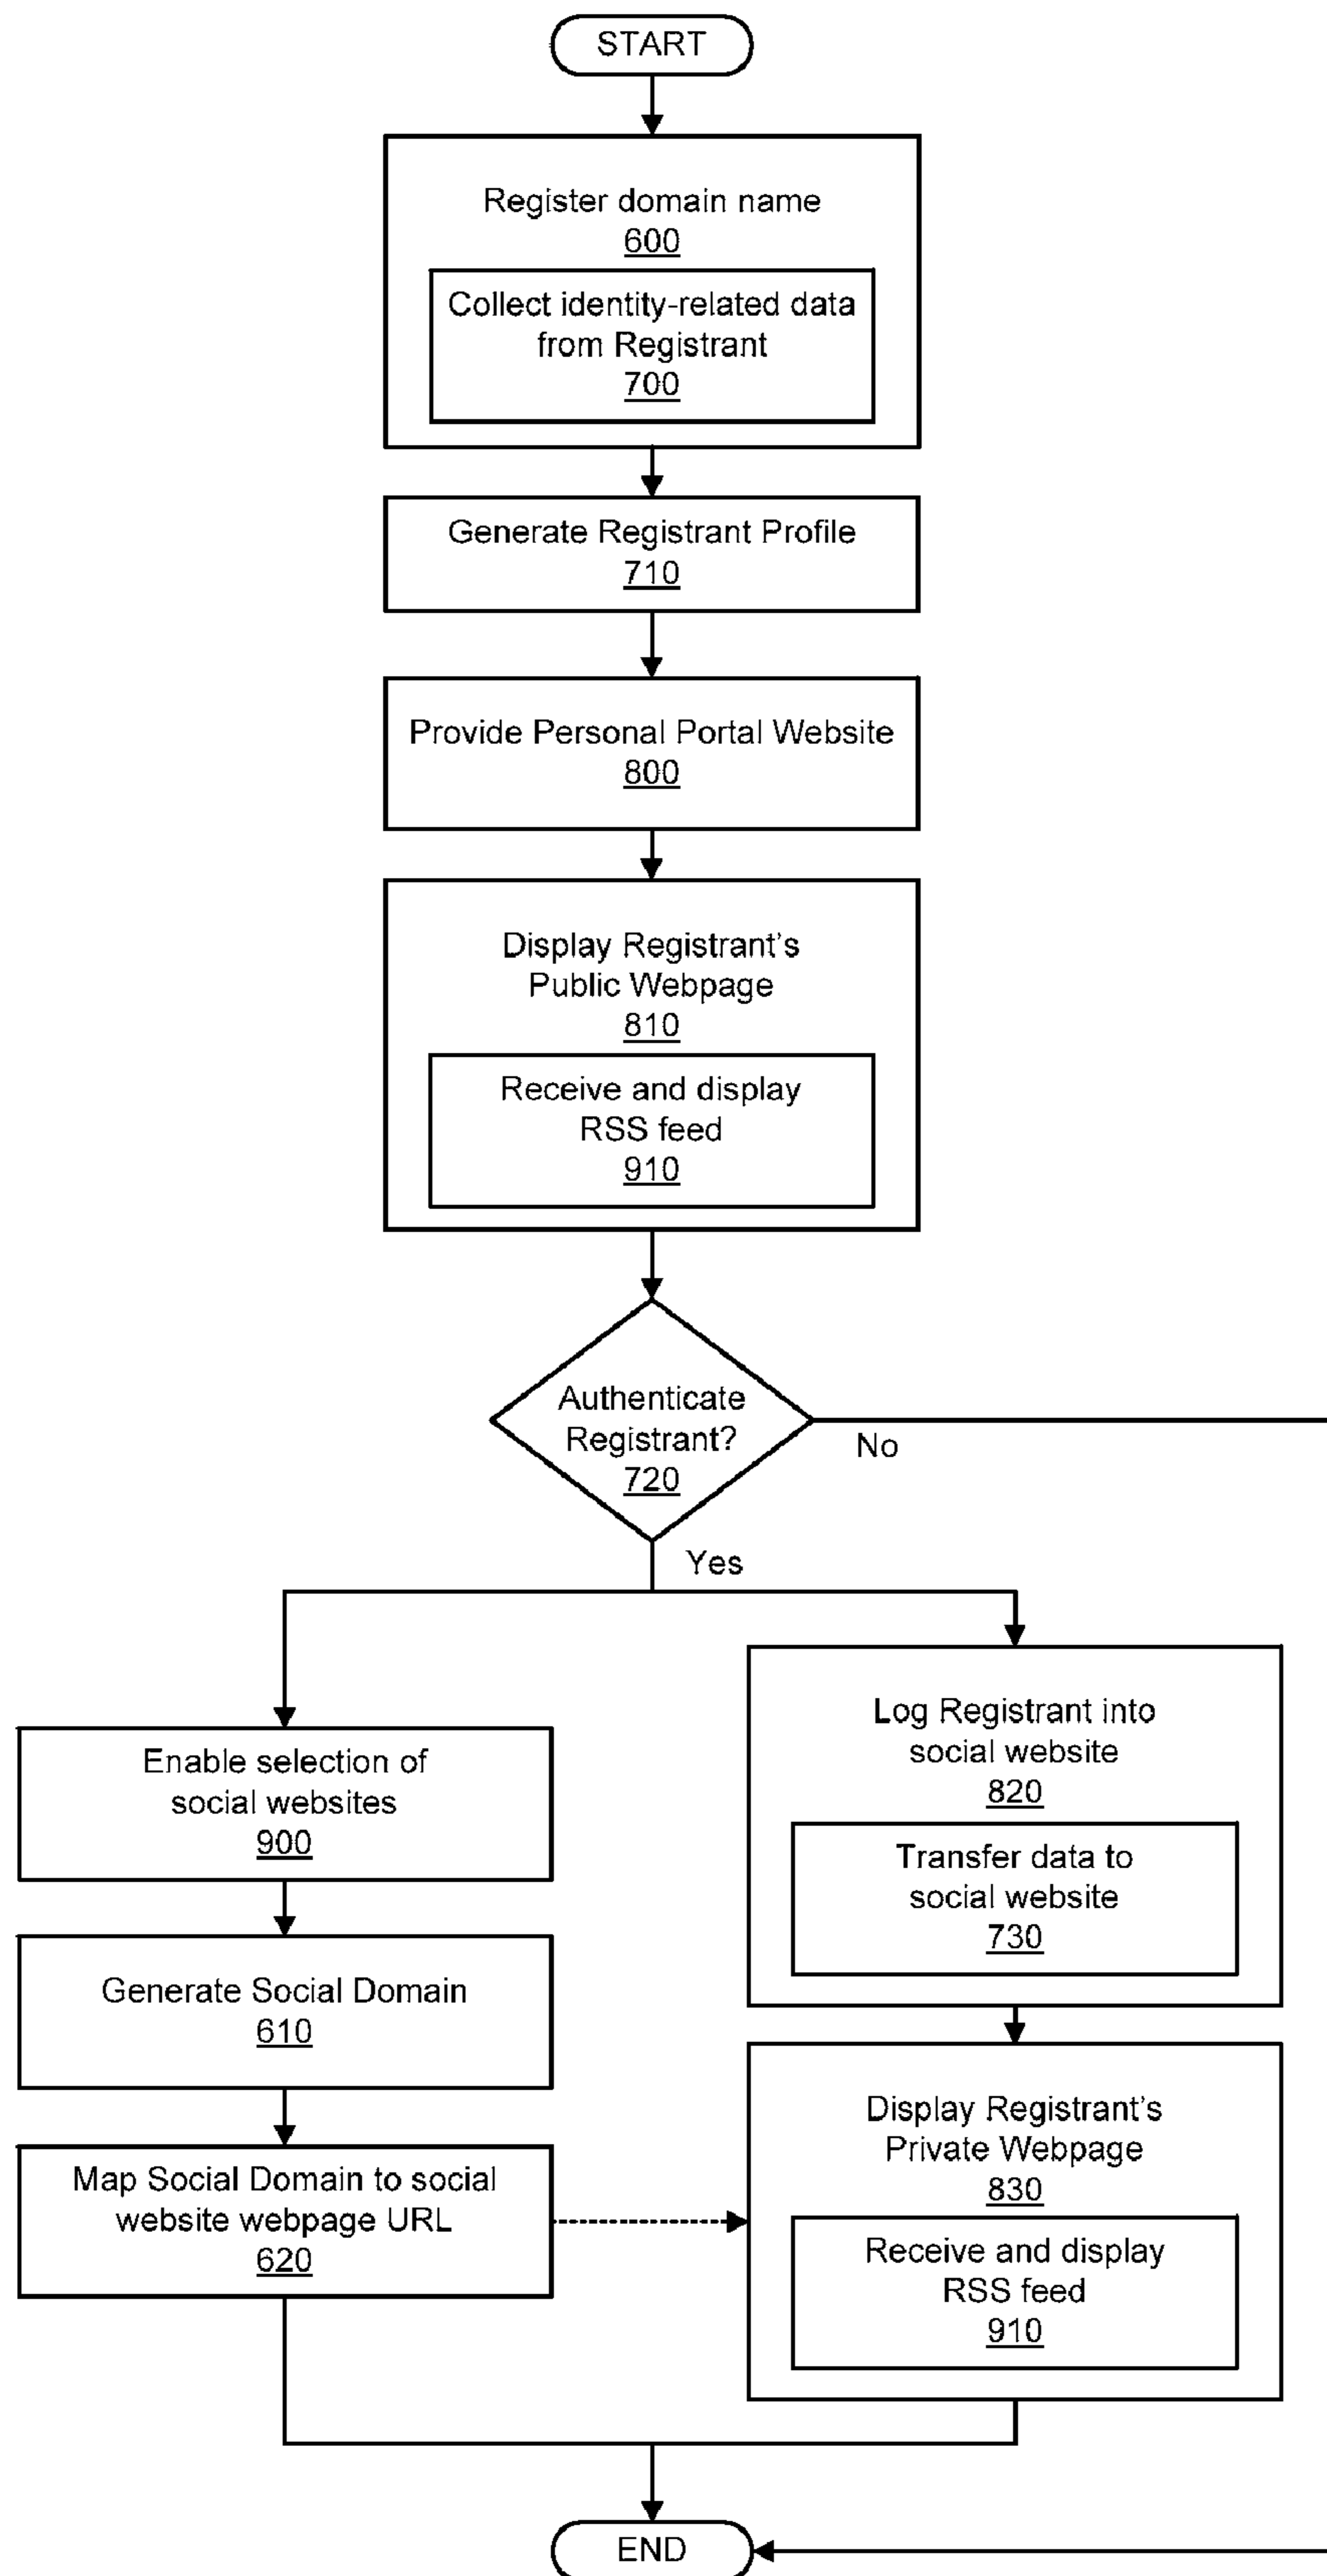 START
Register domain name
600
Collect identity-related data
from Registrant
700
Generate Registrant Profile
710
Provide Personal Portal Website
800
Display Registrant's
Public Webpage
810
Receive and display
RSS feed
910
Authenticate
Registrant?
720
No
Yes
Enable selection of
social websites
900
Generate Social Domain
610
Map Social Domain to social
website webpage URL
620
Log Registrant into
social website
820
Transfer data to
social website
730
Display Registrant's
Private Webpage
830
Receive and display
RSS feed
910
END